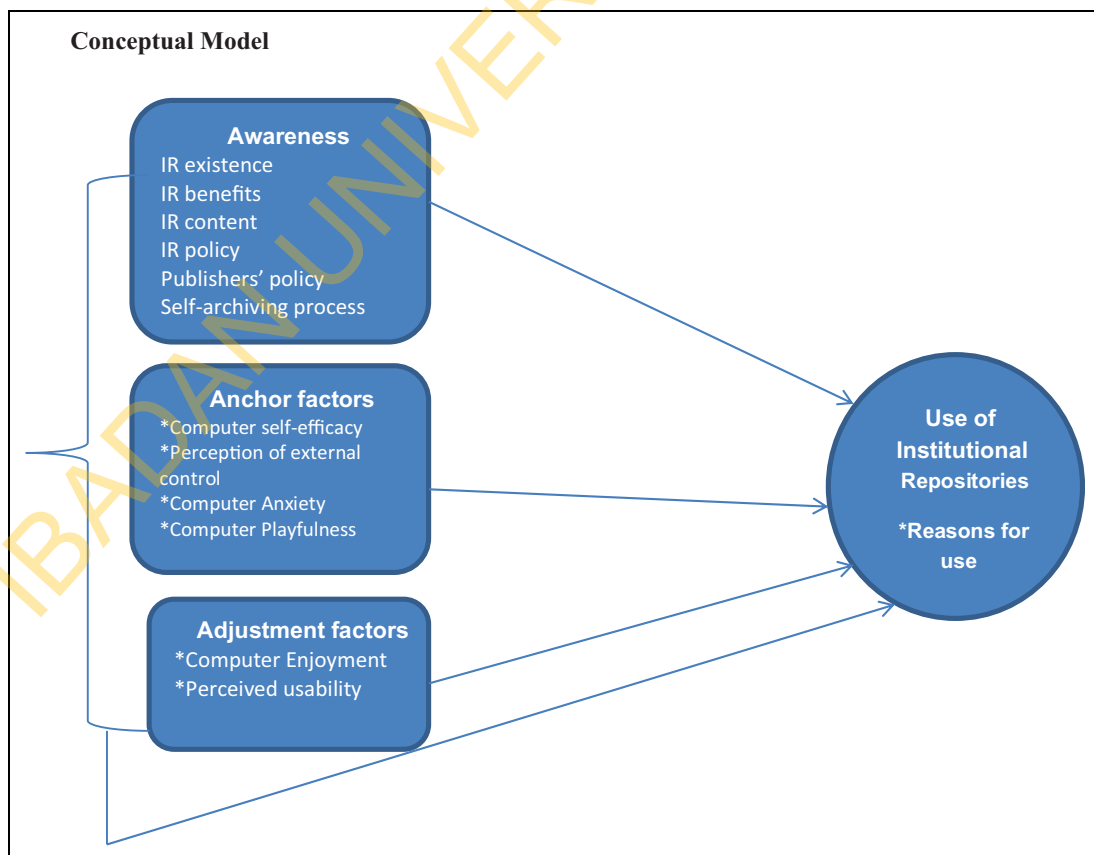 Conceptual Model
Awareness
IR existence
IR benefits
IR content
IR policy
Publishers' policy
Self-archiving process
Anchor factors
*Computer self-efficacy
*Perception of external
control
*Computer Anxiety
*Computer Playfulness
Adjustment factors
*Computer Enjoyment
*Perceived usability
Use of
Institutional
Repositories
*Reasons for
use
IBADAN UNIVER